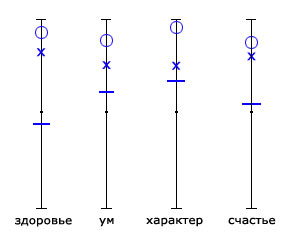 здоровье ум характер счастье